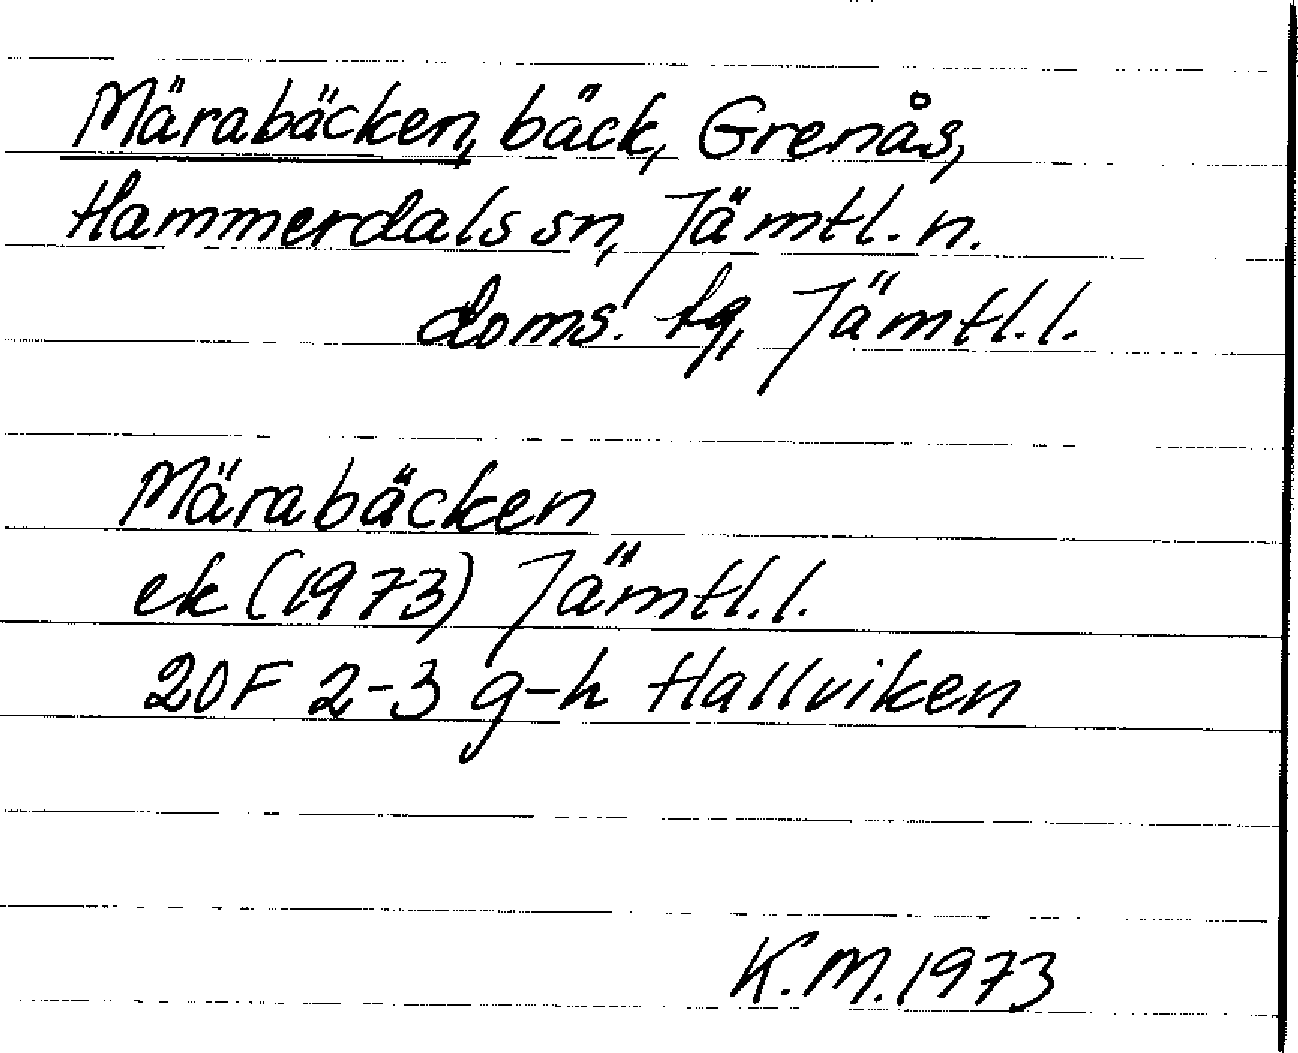 Märabäcken, bäck, Grenås,
Hammerdals sn, Jämtl. n.
doms. tg, Jämtl. l.
Märabäcken
ek (1973) Jämtl. l.
20F 2-3 g-h Hallviken
K.M. 1973